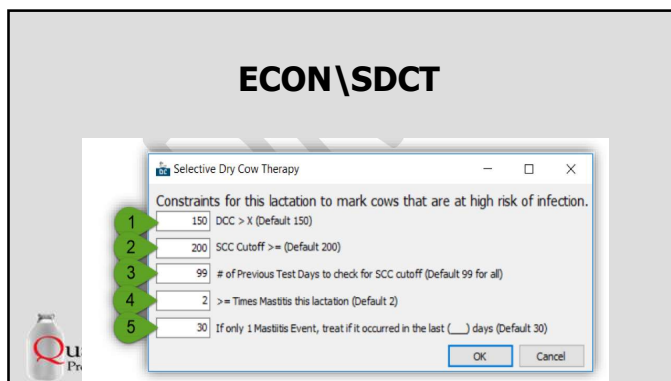 ECON\SDCT
Selective Dry Cow Therapy
Constraints for this lactation to mark cows that are at high risk of infection.
1 150 DCC > X (Default 150)
2 200 SCC Cutoff >= (Default 200)
3 99 # of Previous Test Days to check for SCC cutoff (Default 99 for all)
4 2 >= Times Mastitis this lactation (Default 2)
5 30 If only 1 Mastitis Event, treat if it occurred in the last (___) days (Default 30)
OK Cancel